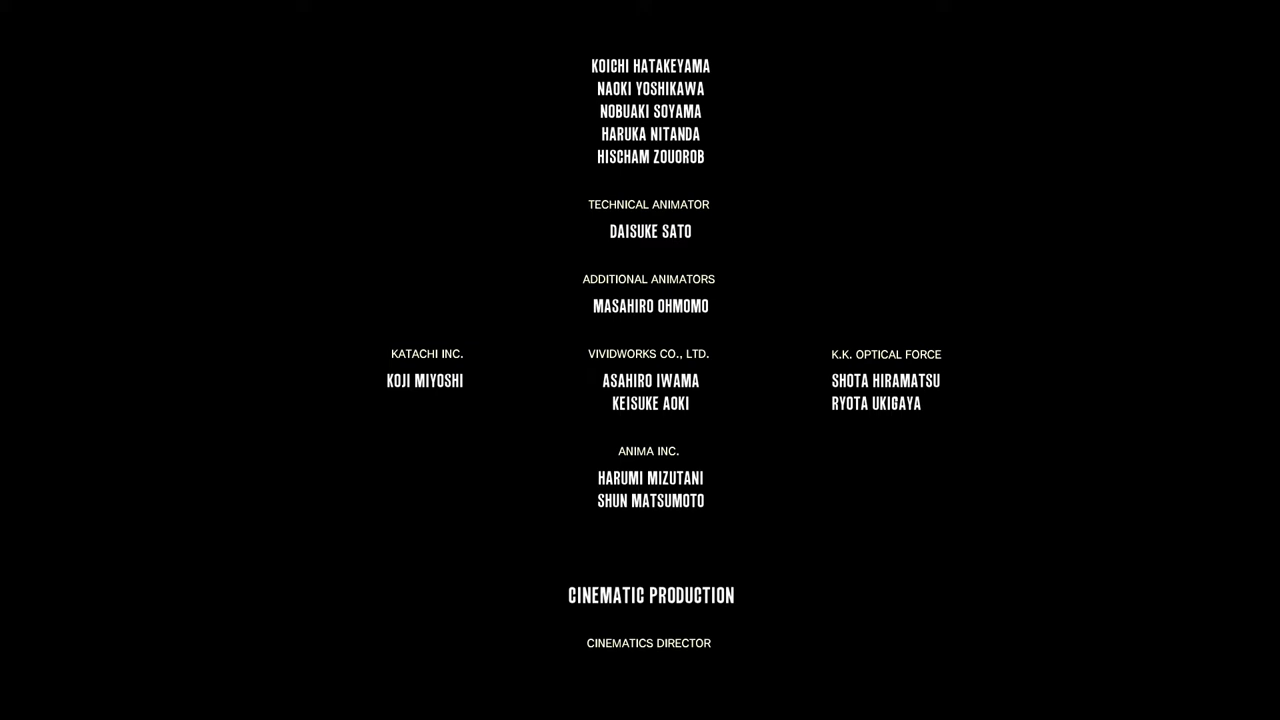 KOICHI HATAKEYAMA
NAOKI YOSHIKAWA
NOBUAKI SOYAMA
HARUKA NITANDA
HISCHAM ZOUOROB
TECHNICAL ANIMATOR
DAISUKE SATO
ADDITIONAL ANIMATORS
MASAHIRO OHMOMO
KATACHI INC.
KOJI MIYOSHI
VIVIDWORKS CO., LTD.
ASAHIRO IWAMA
KEISUKE AOKI
K.K. OPTICAL FORCE
SHOTA HIRAMATSU
RYOTA UKIGAYA
ANIMA INC.
HARUMI MIZUTANI
SHUN MATSUMOTO
CINEMATIC PRODUCTION
CINEMATICS DIRECTOR